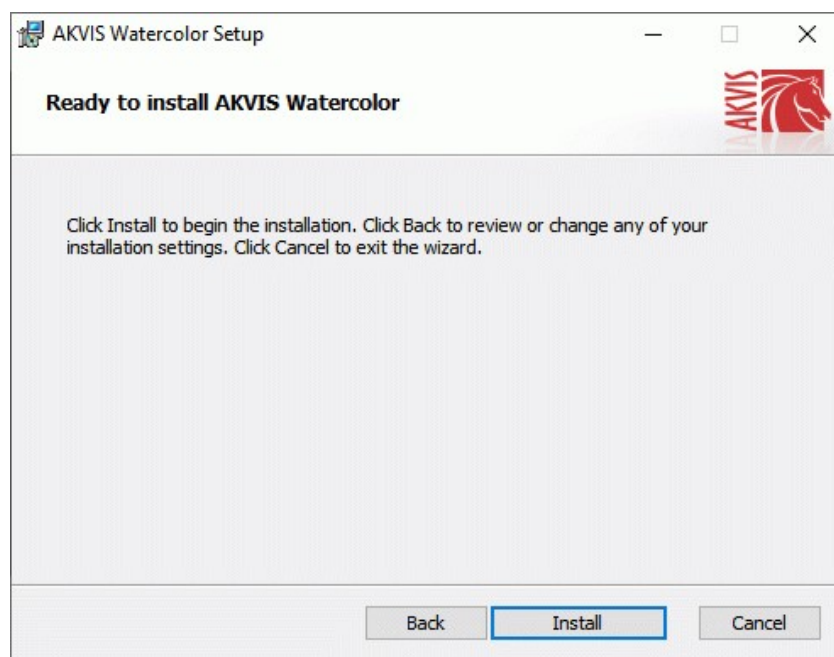 AKVIS Watercolor Setup
Ready to install AKVIS Watercolor
AKVIS
Click Install to begin the installation. Click Back to review or change any of your
installation settings. Click Cancel to exit the wizard.
Back
Install
Cancel